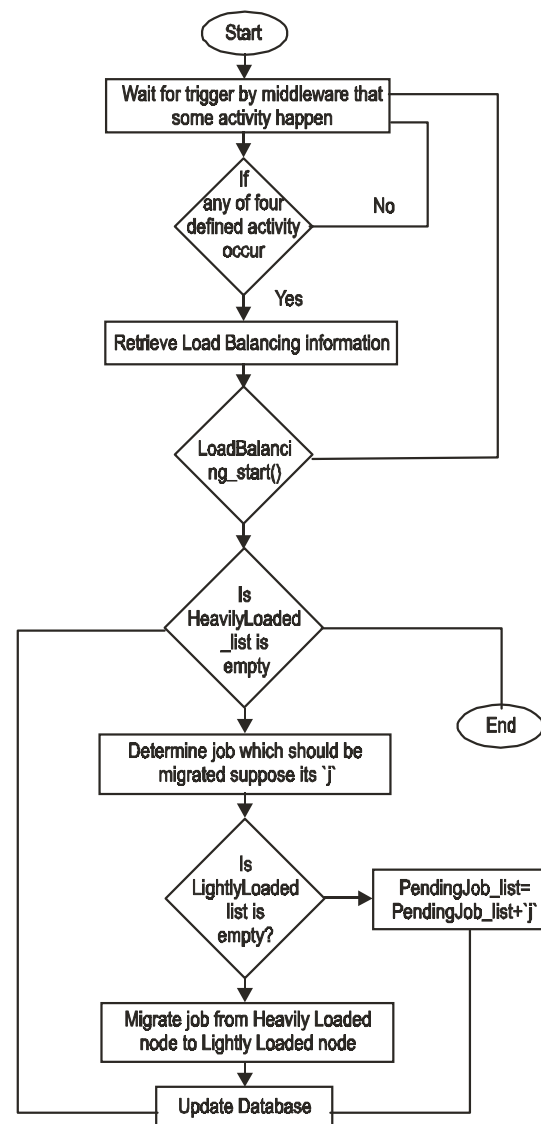 Start
Wait for trigger by middleware that
some activity happen
If
any of four
defined activity
occur
No
Yes
Retrieve Load Balancing information
LoadBalanci
ng_start()
Is
HeavilyLoaded
_list is
empty
End
Determine job which should be
migrated suppose its `j`
Is
LightlyLoaded
list is
empty?
PendingJob_list=
PendingJob_list+`j`
Migrate job from Heavily Loaded
node to Lightly Loaded node
Update Database